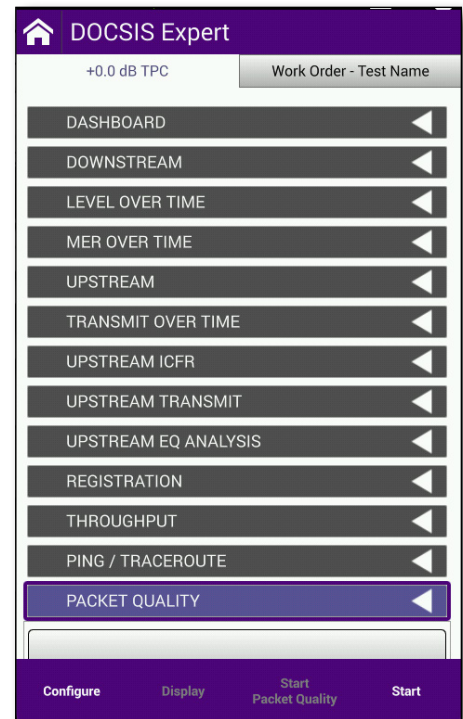 DOCSIS Expert
+0.0 dB TPC
Work Order - Test Name
DASHBOARD
DOWNSTREAM
LEVEL OVER TIME
MER OVER TIME
UPSTREAM
TRANSMIT OVER TIME
UPSTREAM ICFR
UPSTREAM TRANSMIT
UPSTREAM EQ ANALYSIS
REGISTRATION
THROUGHPUT
PING / TRACEROUTE
PACKET QUALITY
Configure
Display
Start
Packet Quality
Start